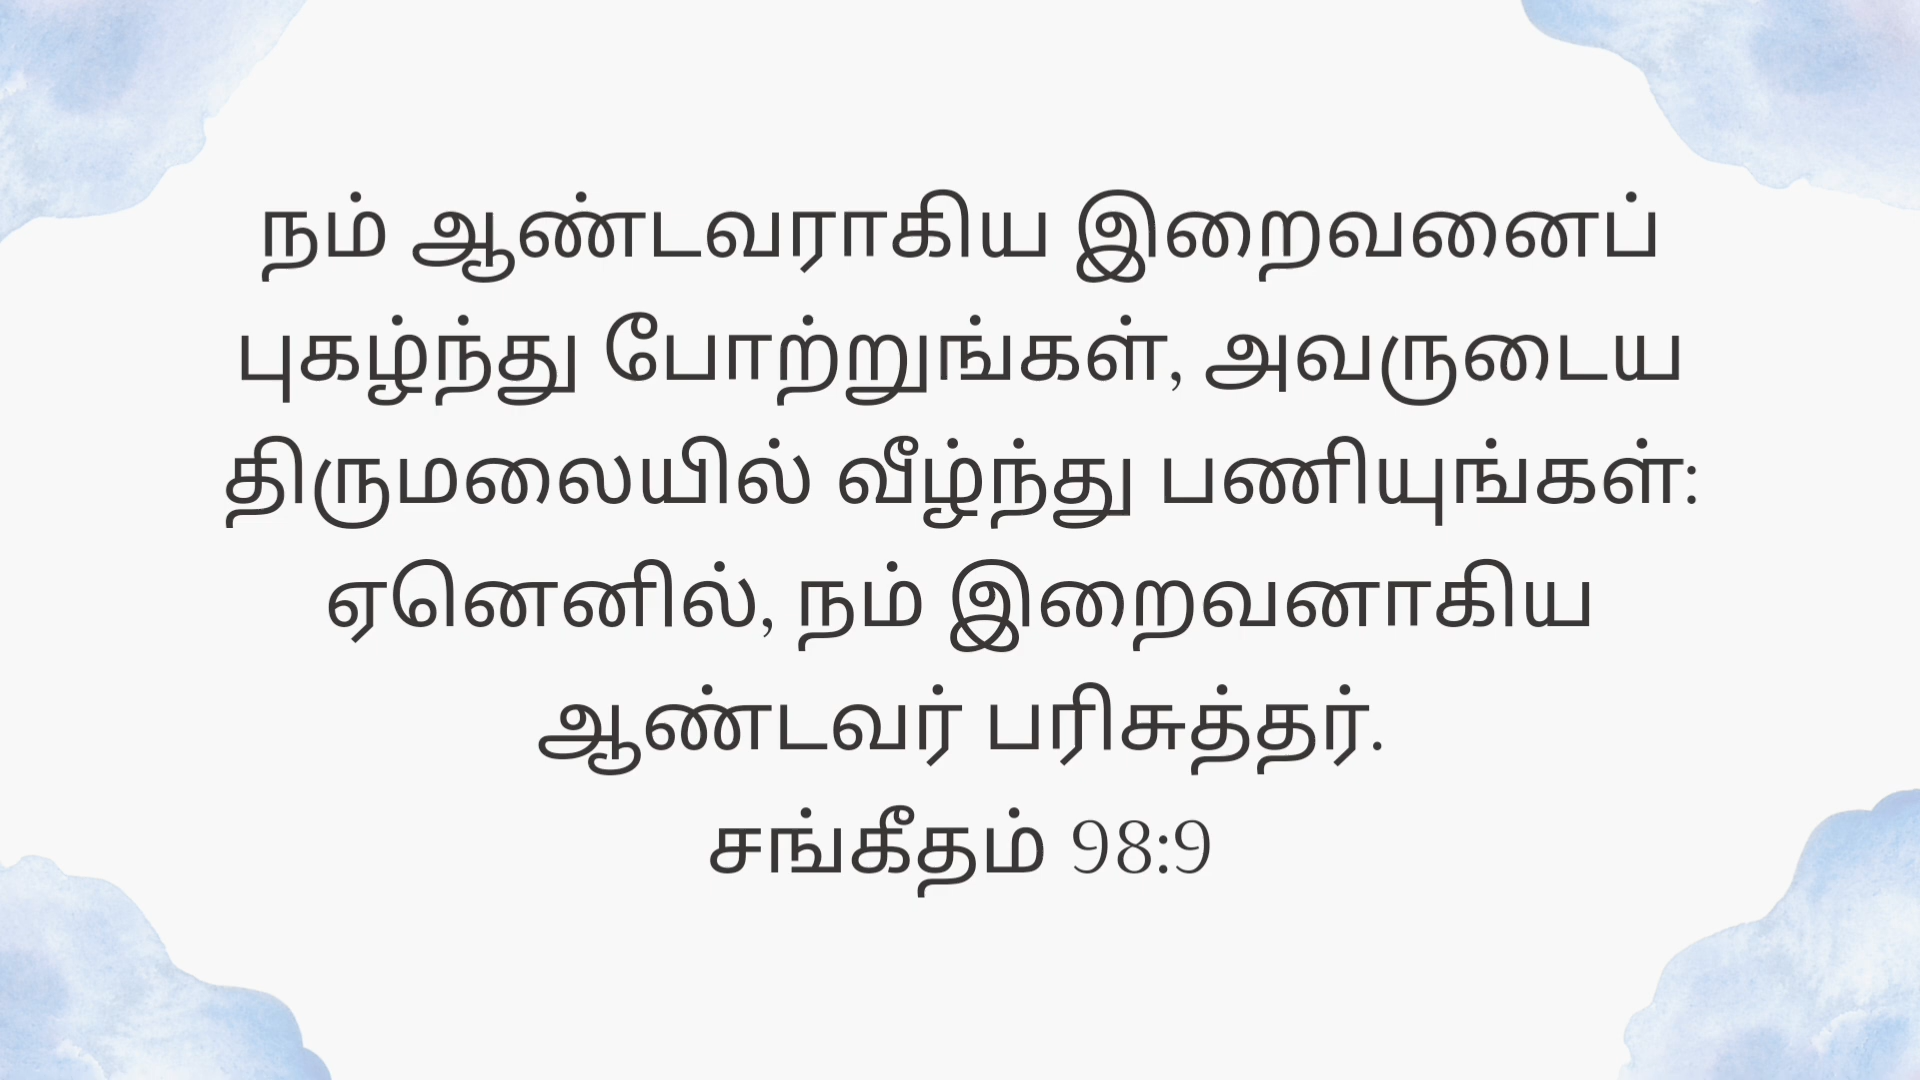 நம் ஆண்டவராகிய இறைவனைப்
புகழ்ந்து போற்றுங்கள், அவருடைய
திருமலையில் வீழ்ந்து பணியுங்கள்:
ஏனெனில், நம் இறைவனாகிய
ஆண்டவர் பரிசுத்தர்.
சங்கீதம் 98:9